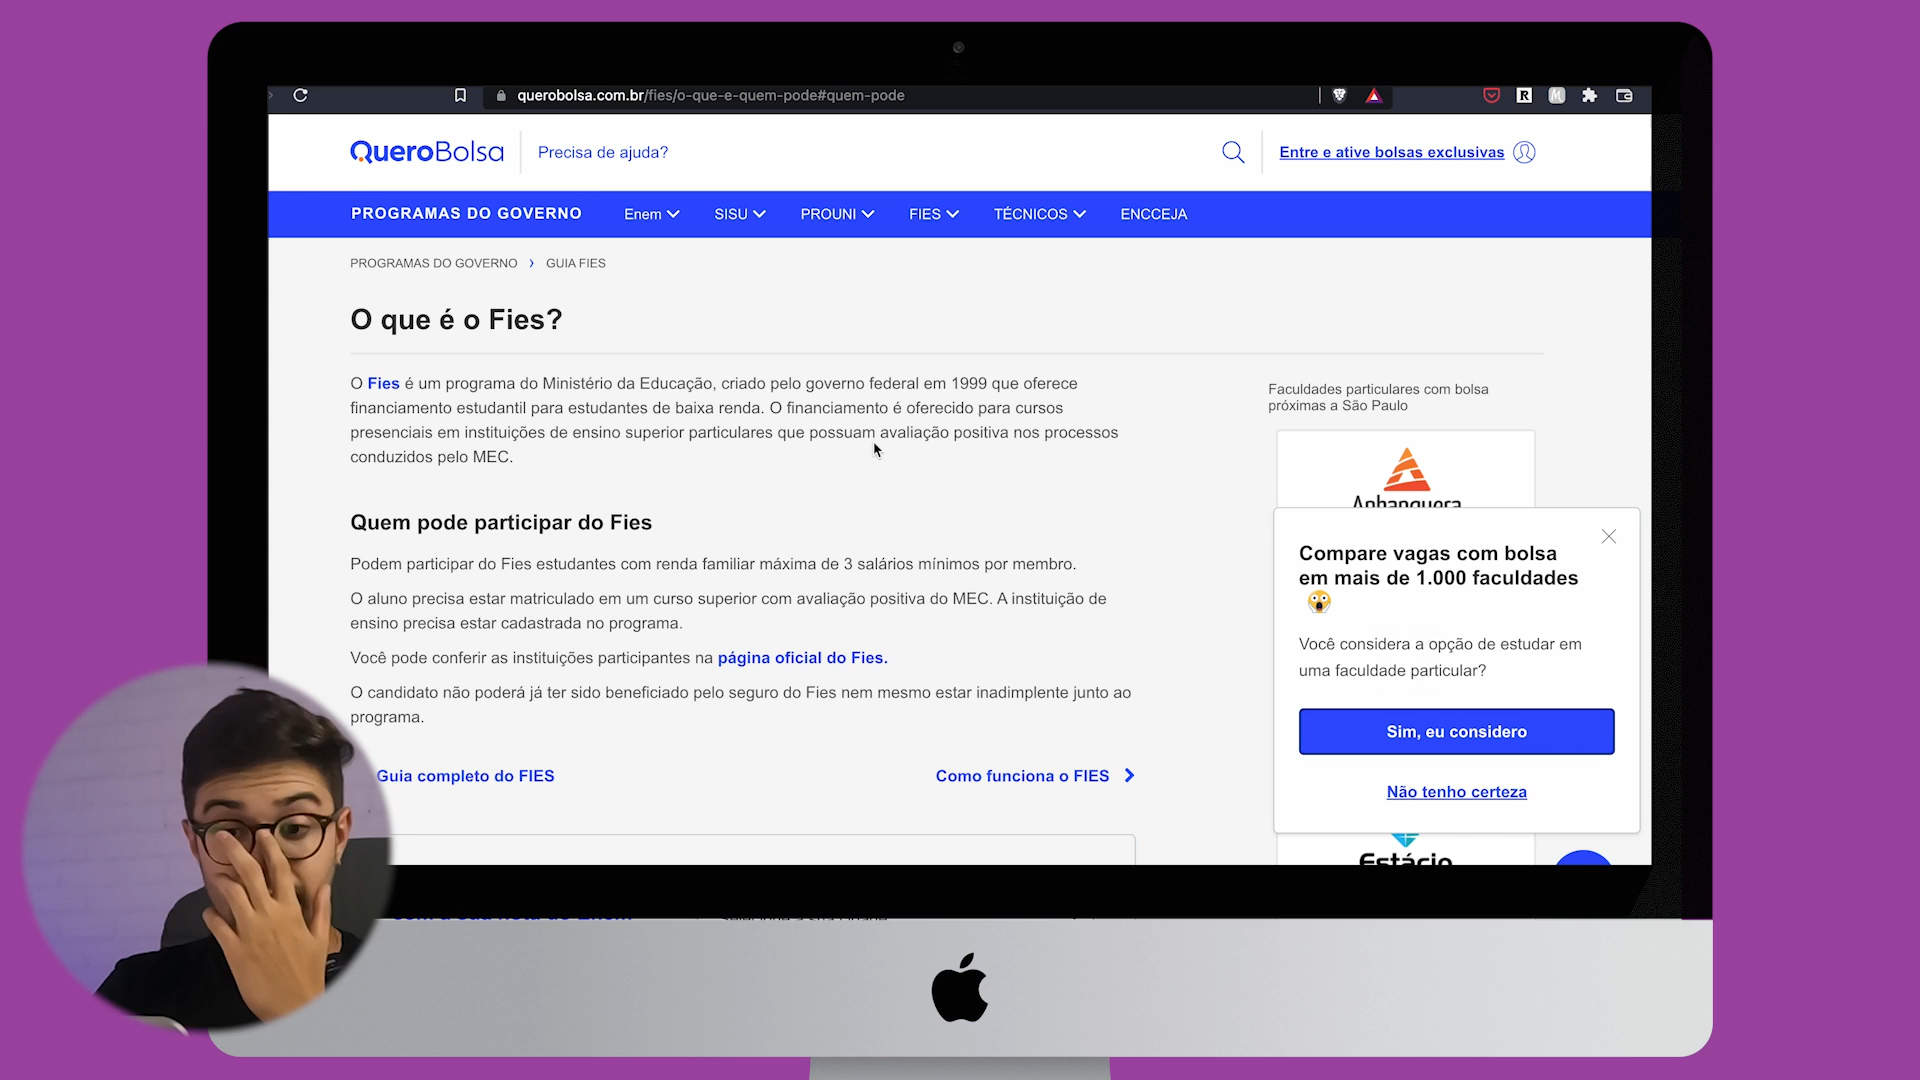 querobolsa.com.br/fies/o-que-e-quem-pode#quem-pode
QueroBolsa
Precisa de ajuda?
Entre e ative bolsas exclusivas
PROGRAMAS DO GOVERNO
Enem
SISU
PROUNI
FIES
TÉCNICOS
ENCCEJA
PROGRAMAS DO GOVERNO › GUIA FIES
O que é o Fies?
O Fies é um programa do Ministério da Educação, criado pelo governo federal em 1999 que oferece
financiamento estudantil para estudantes de baixa renda. O financiamento é oferecido para cursos
presenciais em instituições de ensino superior particulares que possuam avaliação positiva nos processos
conduzidos pelo MEC.
Quem pode participar do Fies
Podem participar do Fies estudantes com renda familiar máxima de 3 salários mínimos por membro.
O aluno precisa estar matriculado em um curso superior com avaliação positiva do MEC. A instituição de
ensino precisa estar cadastrada no programa.
Você pode conferir as instituições participantes na página oficial do Fies.
O candidato não poderá já ter sido beneficiado pelo seguro do Fies nem mesmo estar inadimplente junto ao
programa.
Guia completo do FIES
Como funciona o FIES
Faculdades particulares com bolsa
próximas a São Paulo
Anhanguera
Compare vagas com bolsa
em mais de 1.000 faculdades
😱
Você considera a opção de estudar em
uma faculdade particular?
Sim, eu considero
Não tenho certeza
Estácio